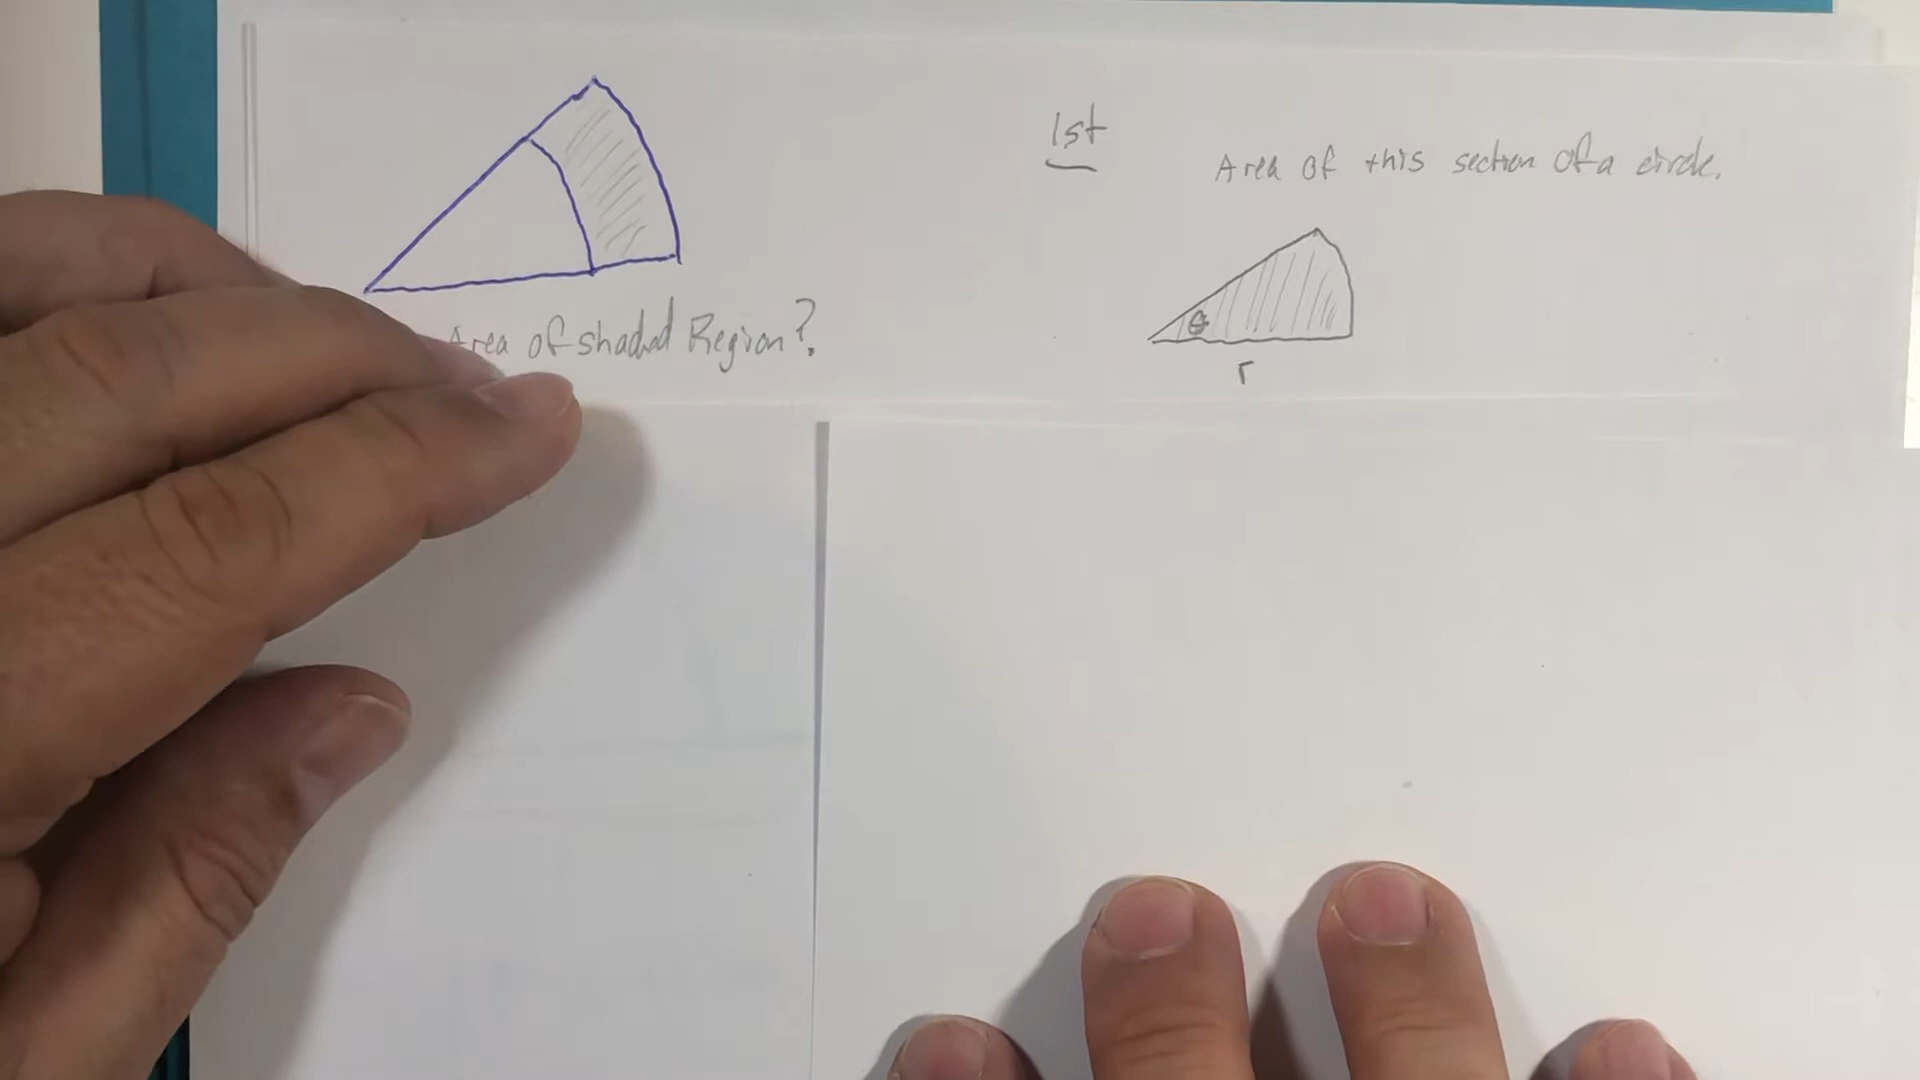 Area of shaded Region?
1st
Area of this section of a circle.
θ
r